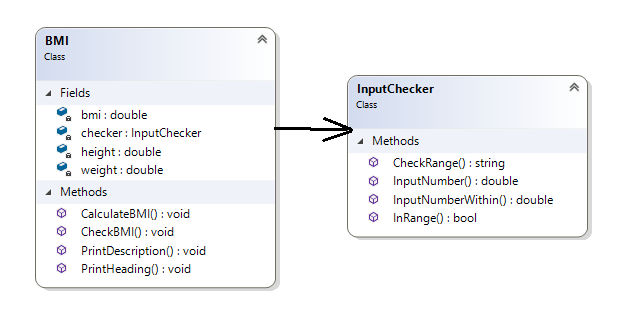 BMI
Class
Fields
bmi : double
checker : InputChecker
height : double
weight : double
Methods
CalculateBMI() : void
CheckBMI() : void
PrintDescription() : void
PrintHeading() : void
InputChecker
Class
Methods
CheckRange() : string
InputNumber() : double
InputNumberWithin() : double
InRange() : bool